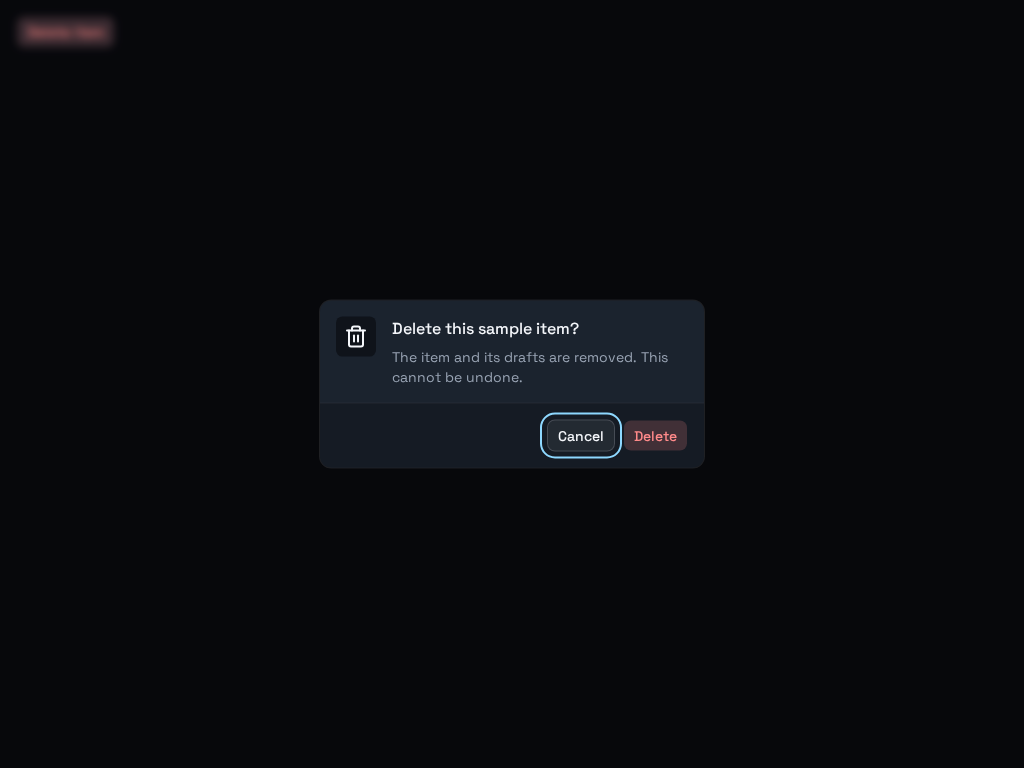 Delete this sample item?
The item and its drafts are removed. This
cannot be undone.
Cancel
Delete